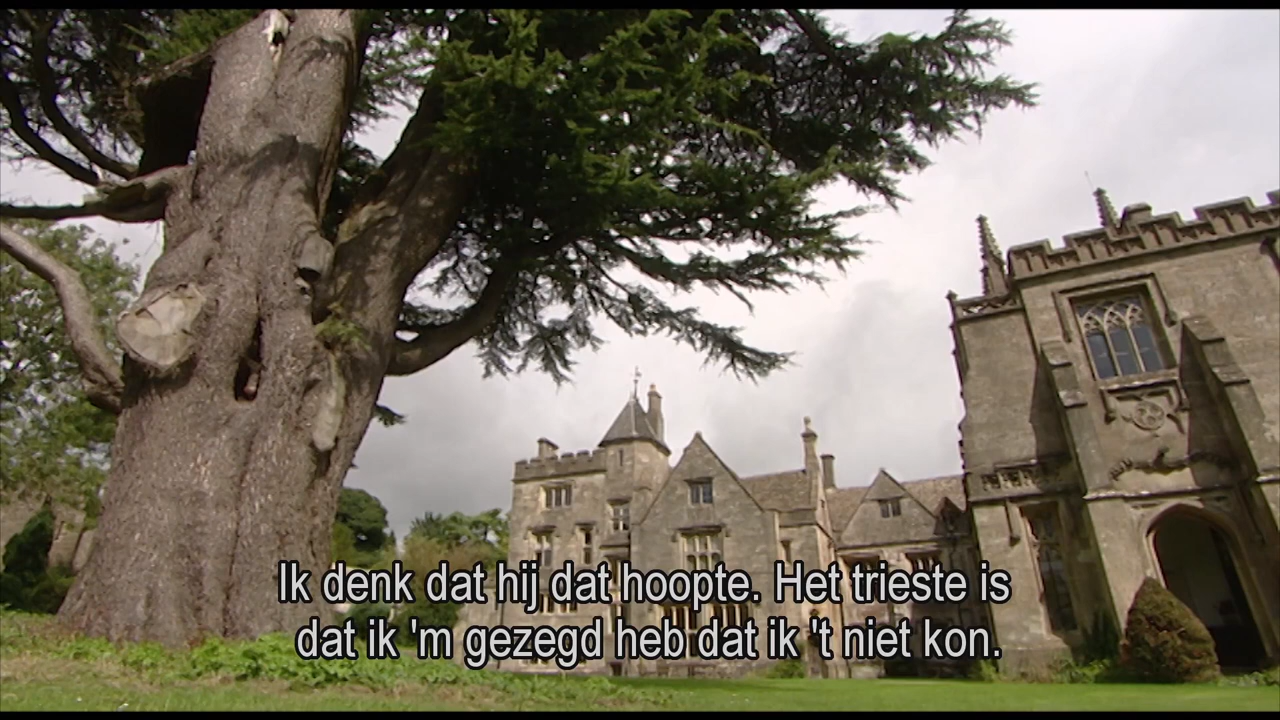 Ik denk dat hij dat hoopte. Het trieste is
dat ik 'm gezegd heb dat ik 't niet kon.